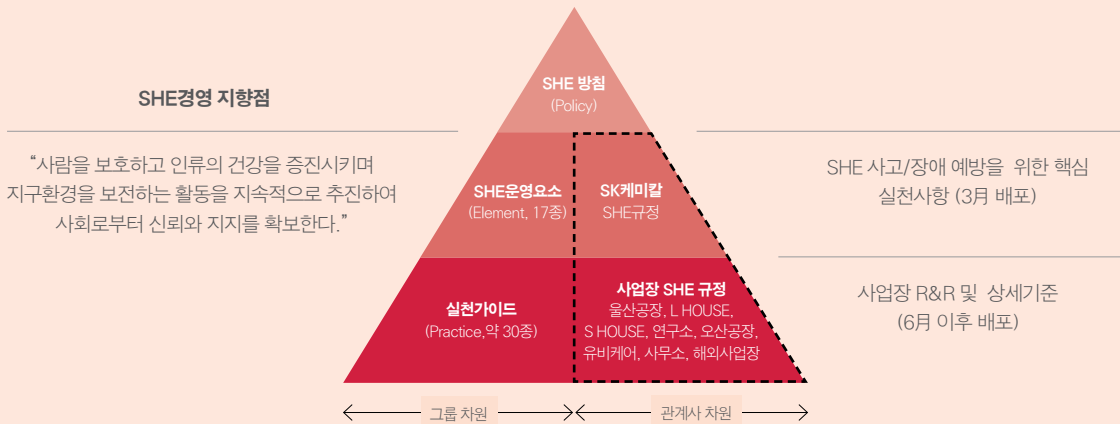 SHE경영 지향점
“사람을 보호하고 인류의 건강을 증진시키며
지구환경을 보전하는 활동을 지속적으로 추진하여
사회로부터 신뢰와 지지를 확보한다.”
SHE 방침
(Policy)
SHE운영요소
(Element, 17종)
SK케미칼
SHE규정
실천가이드
(Practice,약 30종)
사업장 SHE 규정
울산공장, L HOUSE,
S HOUSE, 연구소, 오산공장,
유비케어, 사무소, 해외사업장
SHE 사고/장애 예방을 위한 핵심
실천사항 (3月 배포)
사업장 R&R 및 상세기준
(6月 이후 배포)
그룹 차원
관계사 차원